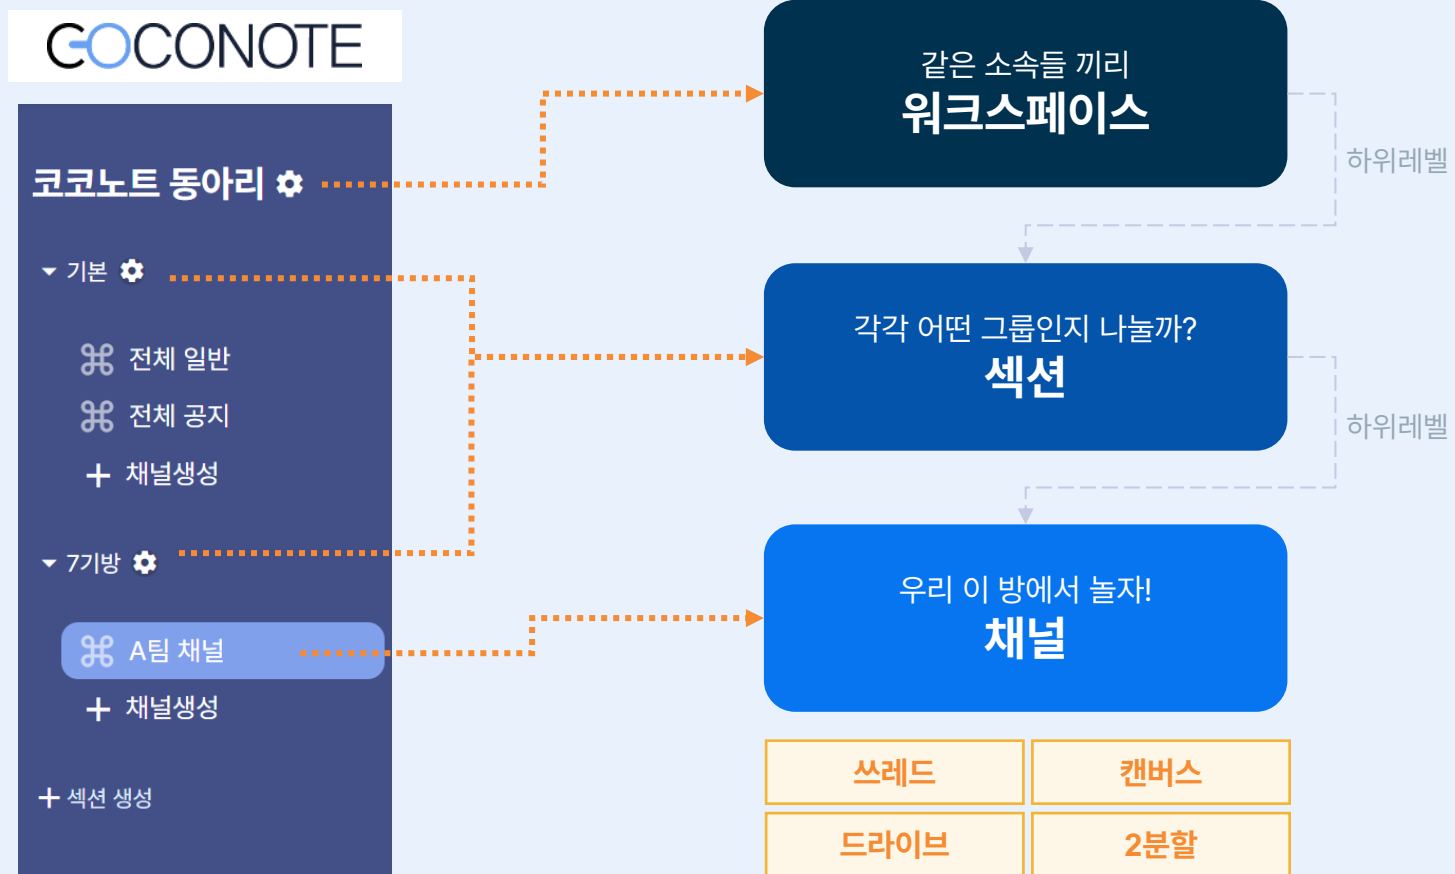 COCONOTE
코코노트 동아리
기본
전체 일반
전체 공지
채널생성
7기방
A팀 채널
채널생성
섹션 생성
같은 소속들 끼리
워크스페이스
하위레벨
각각 어떤 그룹인지 나눌까?
섹션
하위레벨
우리 이 방에서 놀자!
채널
쓰레드
캔버스
드라이브
2분할